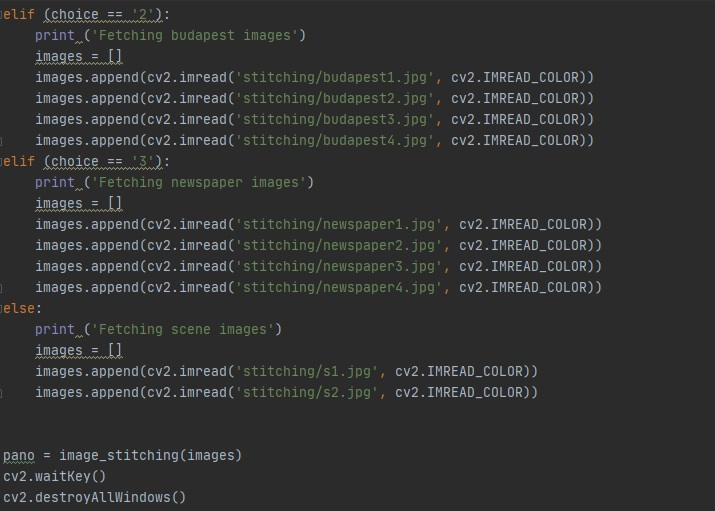 elif (choice == '2'):
    print ('Fetching budapest images')
    images = []
    images.append(cv2.imread('stitching/budapest1.jpg', cv2.IMREAD_COLOR))
    images.append(cv2.imread('stitching/budapest2.jpg', cv2.IMREAD_COLOR))
    images.append(cv2.imread('stitching/budapest3.jpg', cv2.IMREAD_COLOR))
    images.append(cv2.imread('stitching/budapest4.jpg', cv2.IMREAD_COLOR))
elif (choice == '3'):
    print ('Fetching newspaper images')
    images = []
    images.append(cv2.imread('stitching/newspaper1.jpg', cv2.IMREAD_COLOR))
    images.append(cv2.imread('stitching/newspaper2.jpg', cv2.IMREAD_COLOR))
    images.append(cv2.imread('stitching/newspaper3.jpg', cv2.IMREAD_COLOR))
    images.append(cv2.imread('stitching/newspaper4.jpg', cv2.IMREAD_COLOR))
else:
    print ('Fetching scene images')
    images = []
    images.append(cv2.imread('stitching/s1.jpg', cv2.IMREAD_COLOR))
    images.append(cv2.imread('stitching/s2.jpg', cv2.IMREAD_COLOR))
pano = image_stitching(images)
cv2.waitKey()
cv2.destroyAllWindows()